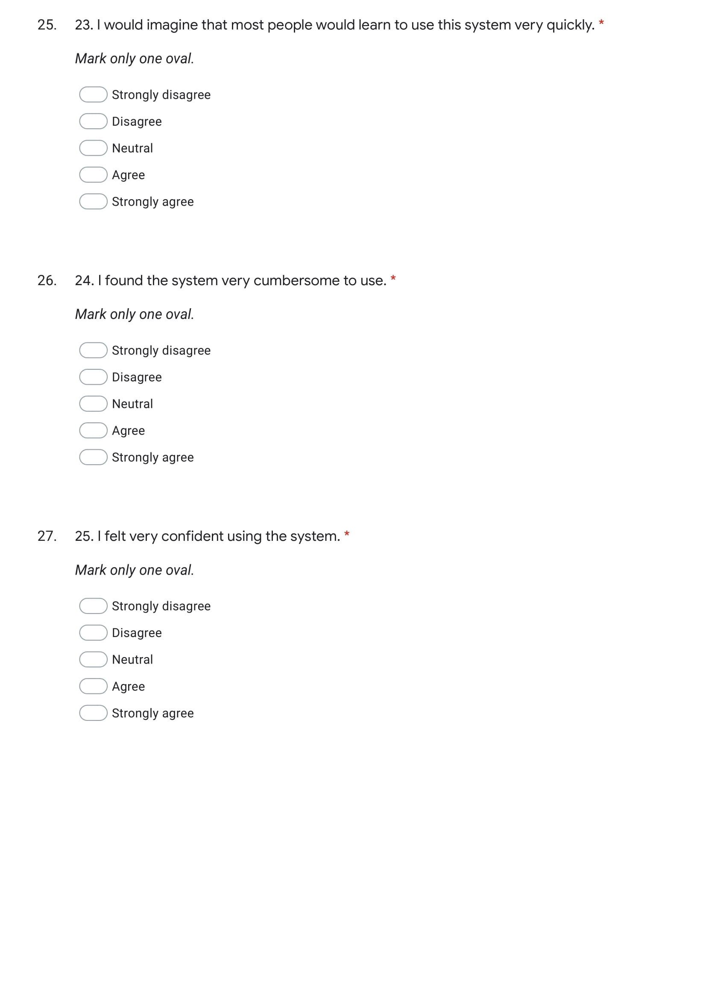 25. 23. I would imagine that most people would learn to use this system very quickly. *
Mark only one oval.
Strongly disagree
Disagree
Neutral
Agree
Strongly agree
26. 24. I found the system very cumbersome to use. *
Mark only one oval.
Strongly disagree
Disagree
Neutral
Agree
Strongly agree
27. 25. I felt very confident using the system. *
Mark only one oval.
Strongly disagree
Disagree
Neutral
Agree
Strongly agree